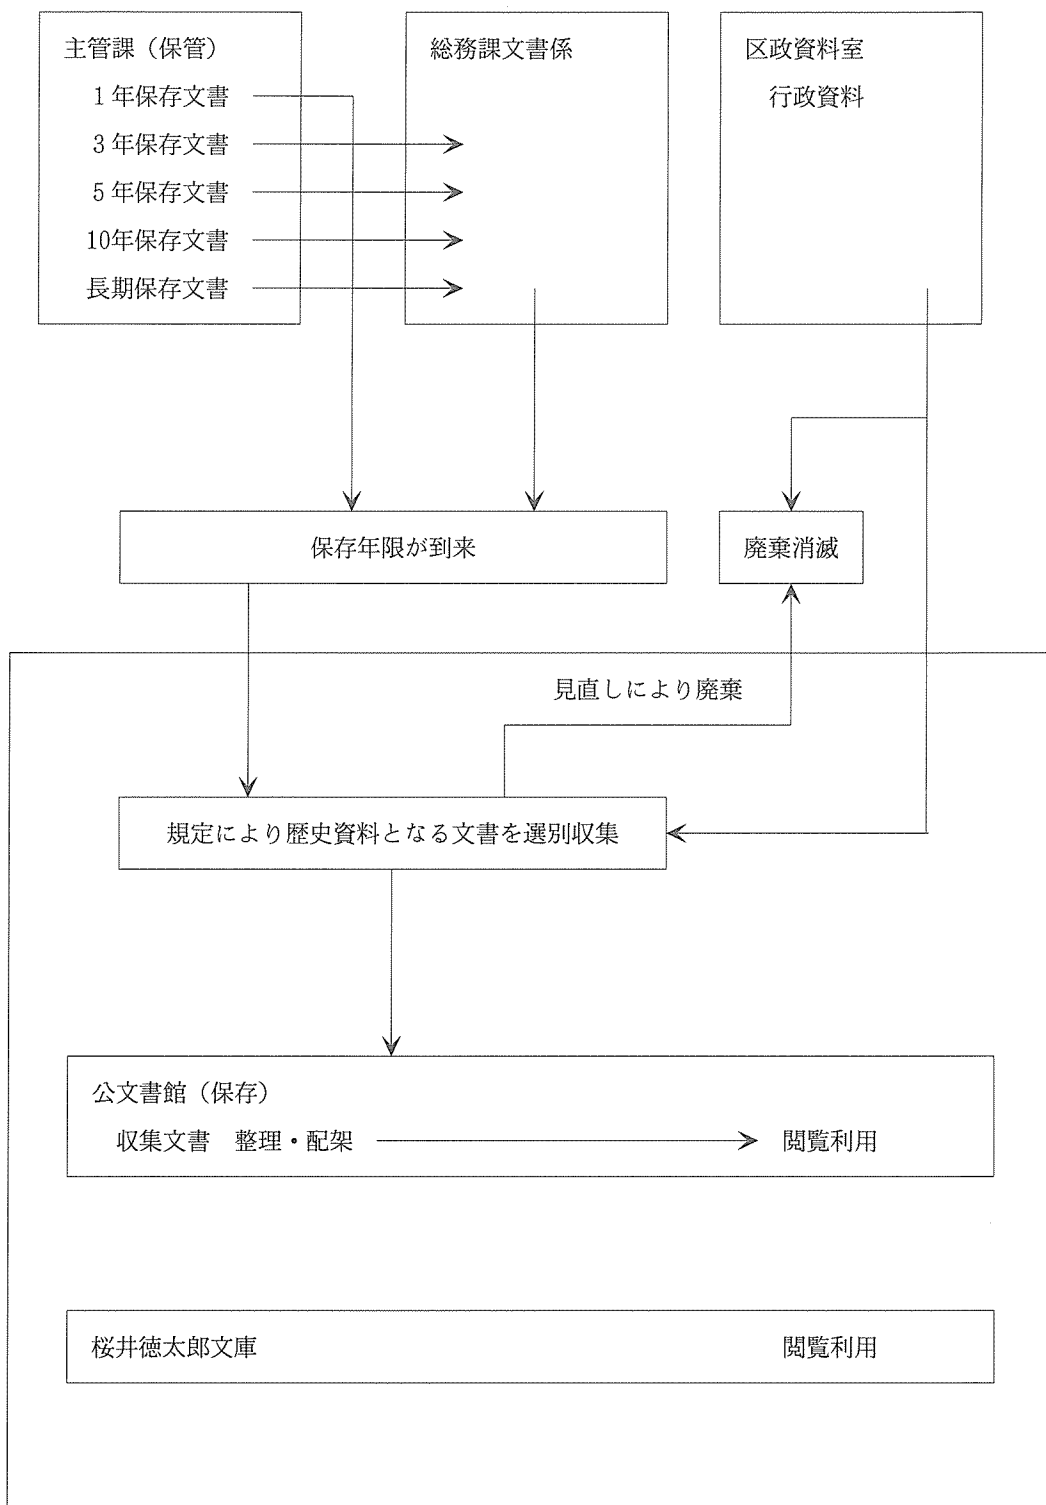 主管課（保管）
1年保存文書
3年保存文書
5年保存文書
10年保存文書
長期保存文書
総務課文書係
区政資料室
行政資料
保存年限が到来
廃棄消滅
見直しにより廃棄
規定により歴史資料となる文書を選別収集
公文書館（保存）
収集文書　整理・配架
閲覧利用
桜井徳太郎文庫
閲覧利用